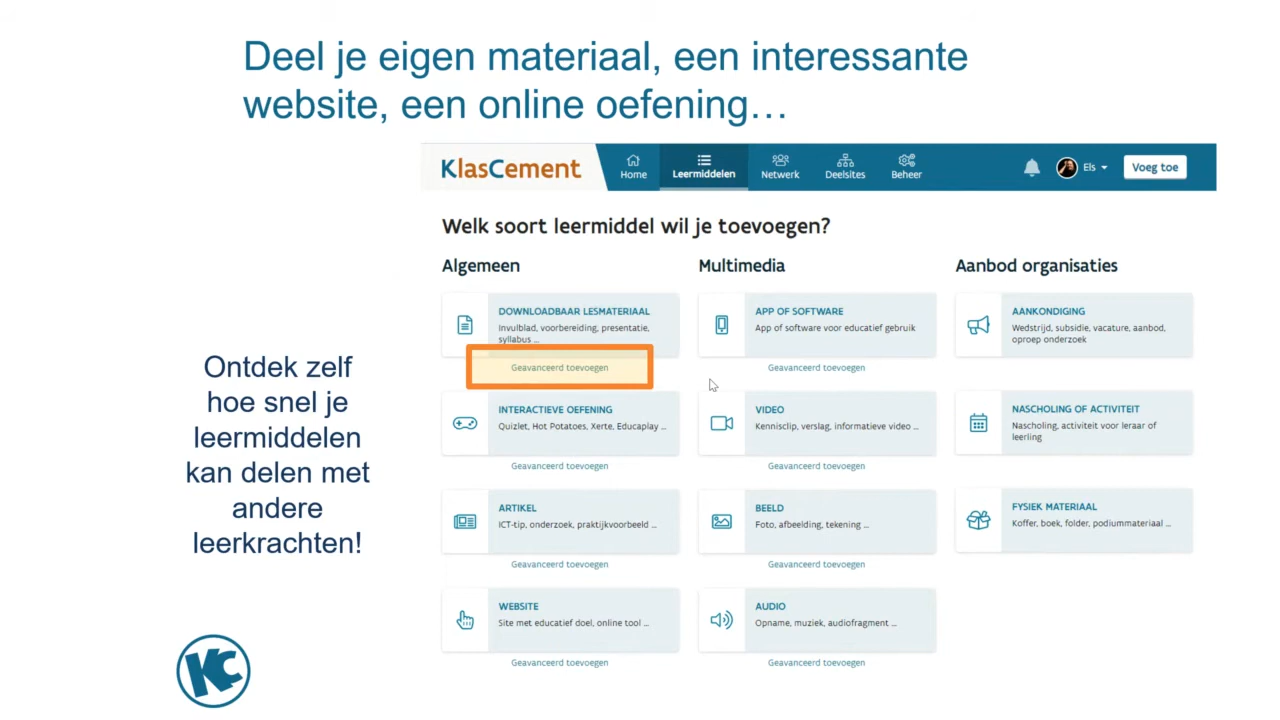 Deel je eigen materiaal, een interessante
website, een online oefening…
KlasCement
Home
Leermiddelen
Netwerk
Deelsites
Beheer
Els
Voeg toe
Welk soort leermiddel wil je toevoegen?
Algemeen
DOWNLOADBAAR LESMATERIAAL
Invulblad, voorbereiding, presentatie,
syllabus ...
Geavanceerd toevoegen
INTERACTIEVE OEFENING
Quizlet, Hot Potatoes, Xerte, Educaplay ...
Geavanceerd toevoegen
ARTIKEL
ICT-tip, onderzoek, praktijkvoorbeeld ...
Geavanceerd toevoegen
WEBSITE
Site met educatief doel, online tool ...
Geavanceerd toevoegen
Multimedia
APP OF SOFTWARE
App of software voor educatief gebruik
Geavanceerd toevoegen
VIDEO
Kennisclip, verslag, informatieve video ...
Geavanceerd toevoegen
BEELD
Foto, afbeelding, tekening ...
Geavanceerd toevoegen
AUDIO
Opname, muziek, audiofragment ...
Geavanceerd toevoegen
Aanbod organisaties
AANKONDIGING
Wedstrijd, subsidie, vacature, aanbod,
oproep onderzoek
NASCHOLING OF ACTIVITEIT
Nascholing, activiteit voor leraar of
leerling
FYSIEK MATERIAAL
Koffer, boek, folder, podiummateriaal ...
Ontdek zelf
hoe snel je
leermiddelen
kan delen met
andere
leerkrachten!
KC